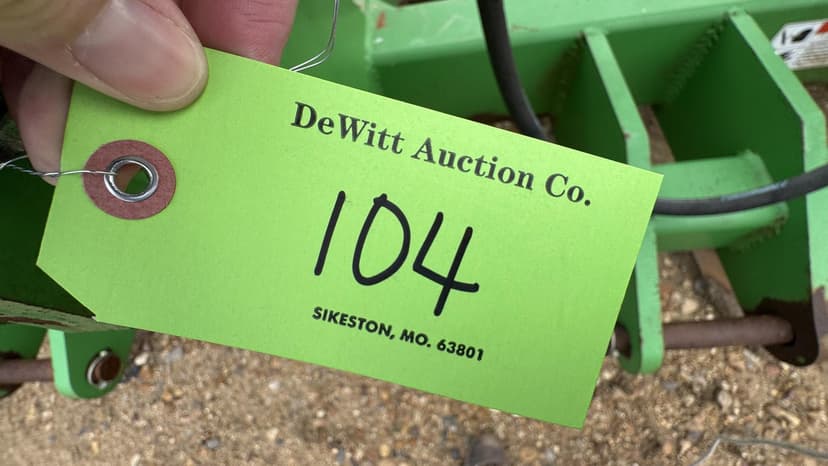 DeWitt Auction Co.
104
SIKESTON, MO. 63801